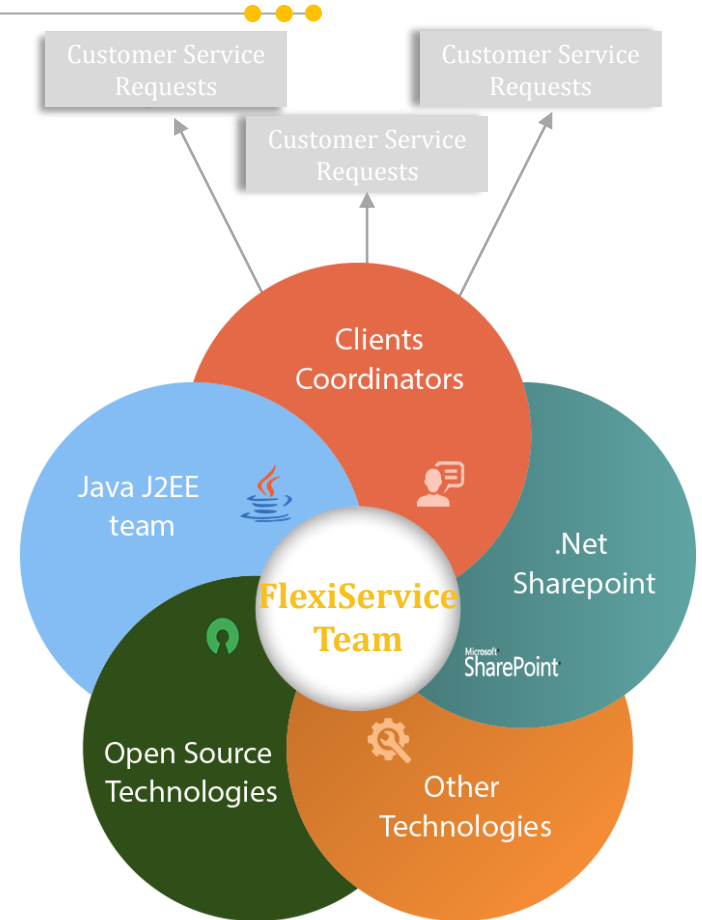 Customer Service
Requests
Customer Service
Requests
Customer Service
Requests
Clients
Coordinators
Java J2EE
team
.Net
Sharepoint
FlexiService
Team
Microsoft
SharePoint
Open Source
Technologies
Other
Technologies